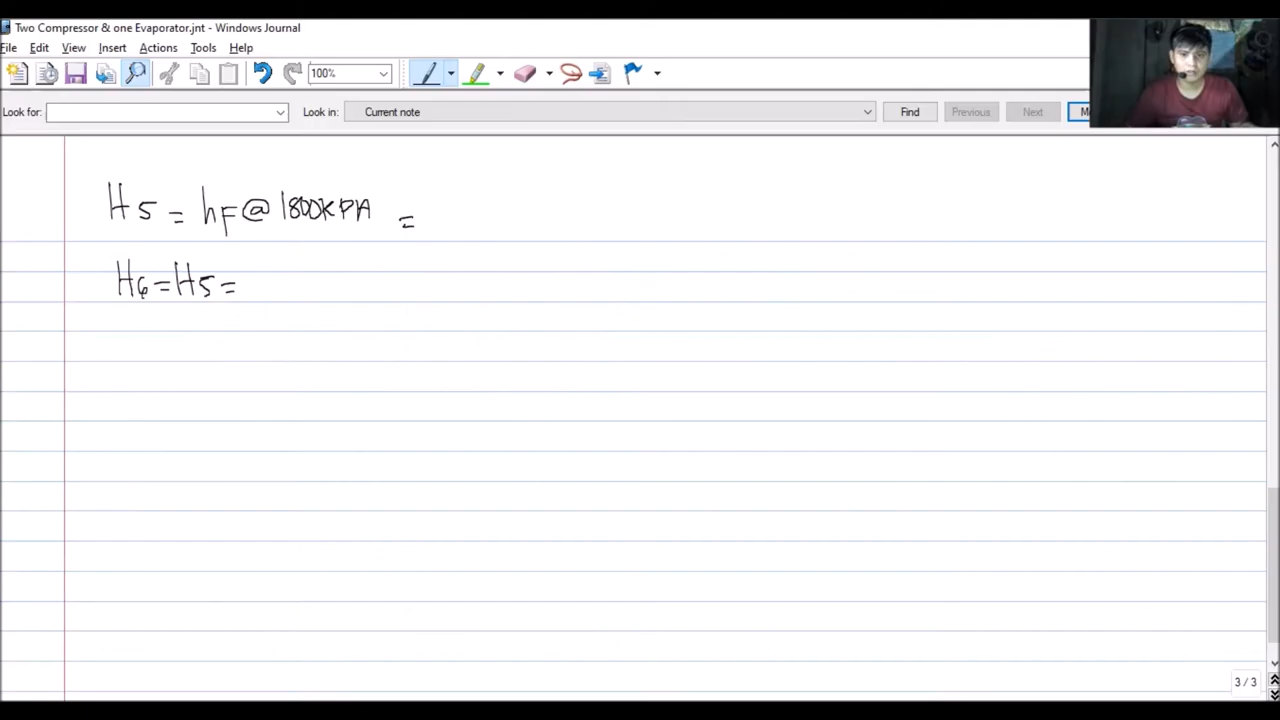 Two Compressor & one Evaporator.jnt - Windows Journal
File Edit View Insert Actions Tools Help
100%
Look for: Look in: Current note Find Previous Next
H5 = hF @ 1800KPA =
H6 = H5 =
3 / 3